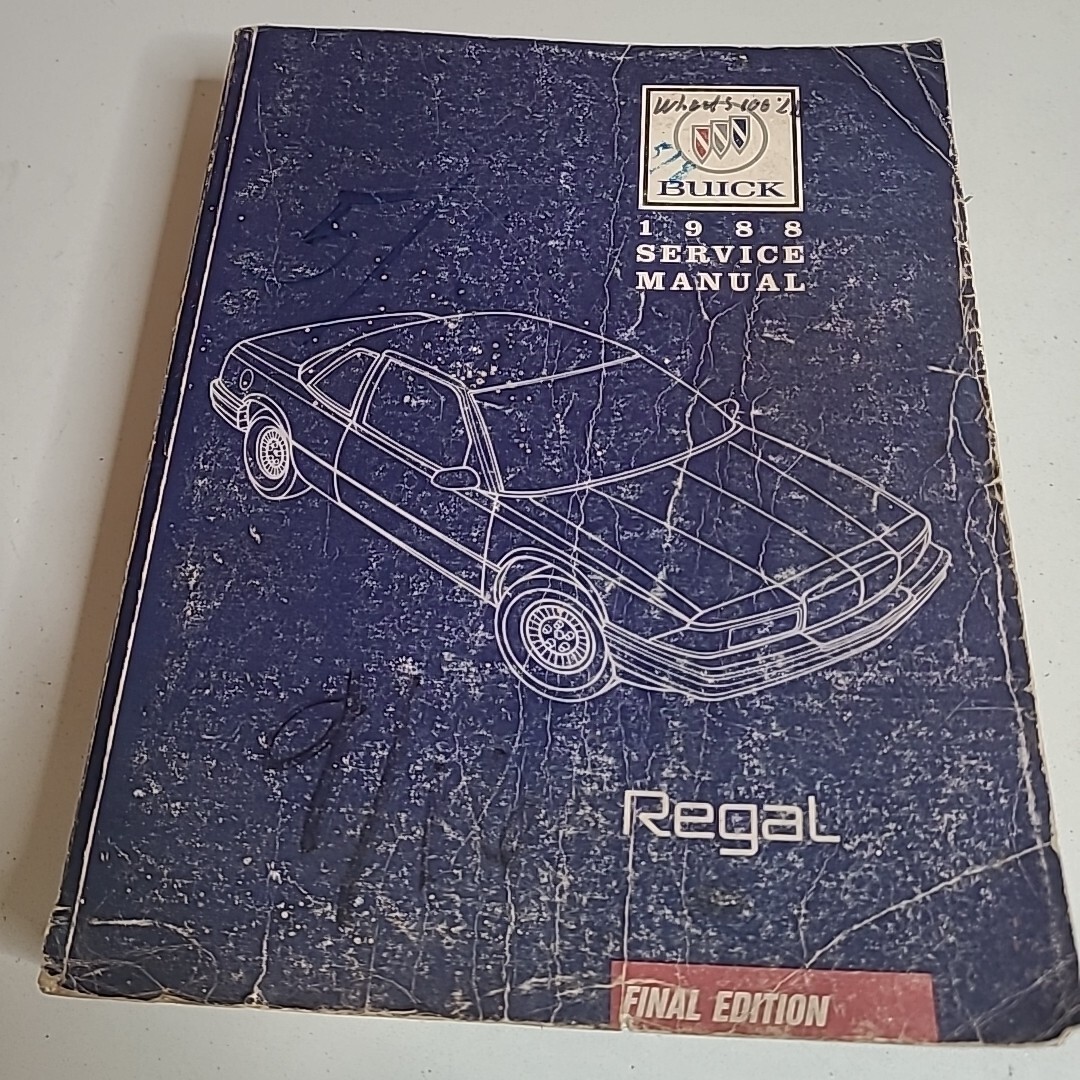 BUICK
1988
SERVICE
MANUAL
Regal
FINAL EDITION